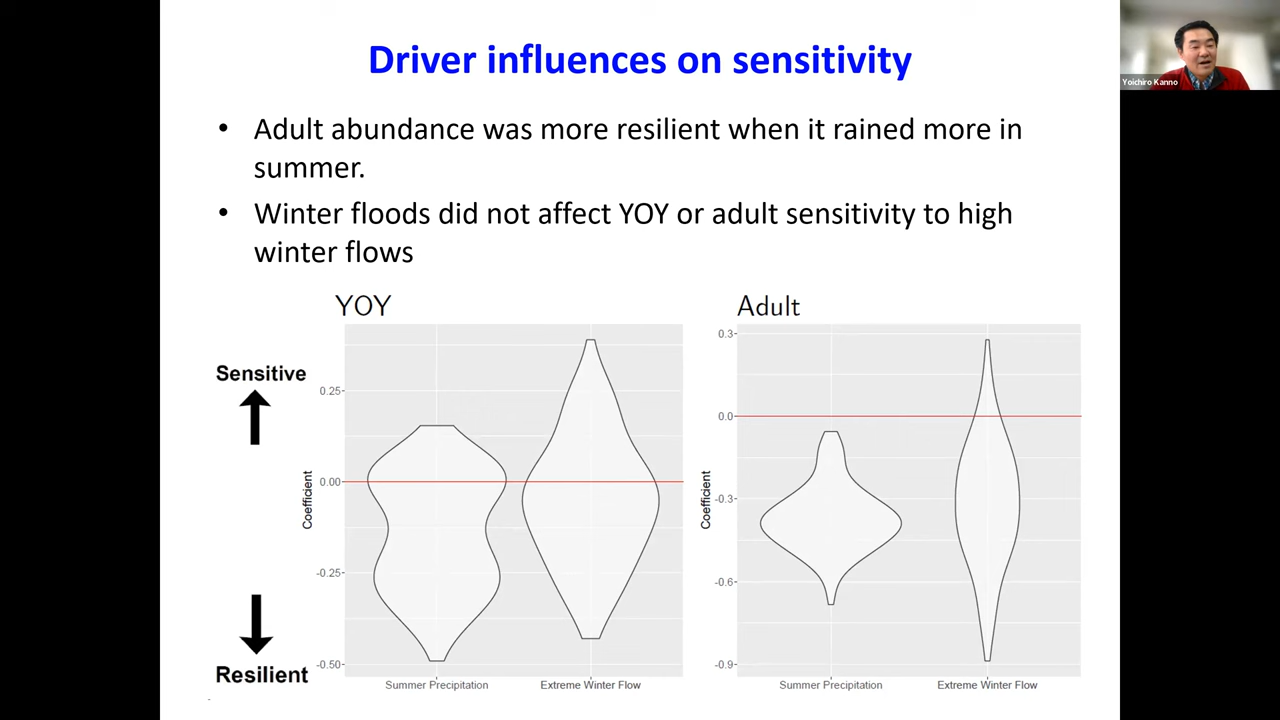 Driver influences on sensitivity
Yoichiro Kanno
• Adult abundance was more resilient when it rained more in
summer.
• Winter floods did not affect YOY or adult sensitivity to high
winter flows
YOY
Adult
Sensitive
Resilient
Coefficient
0.25
0.00
-0.25
-0.50
Summer Precipitation
Extreme Winter Flow
Coefficient
0.3
0.0
-0.3
-0.6
-0.9
Summer Precipitation
Extreme Winter Flow